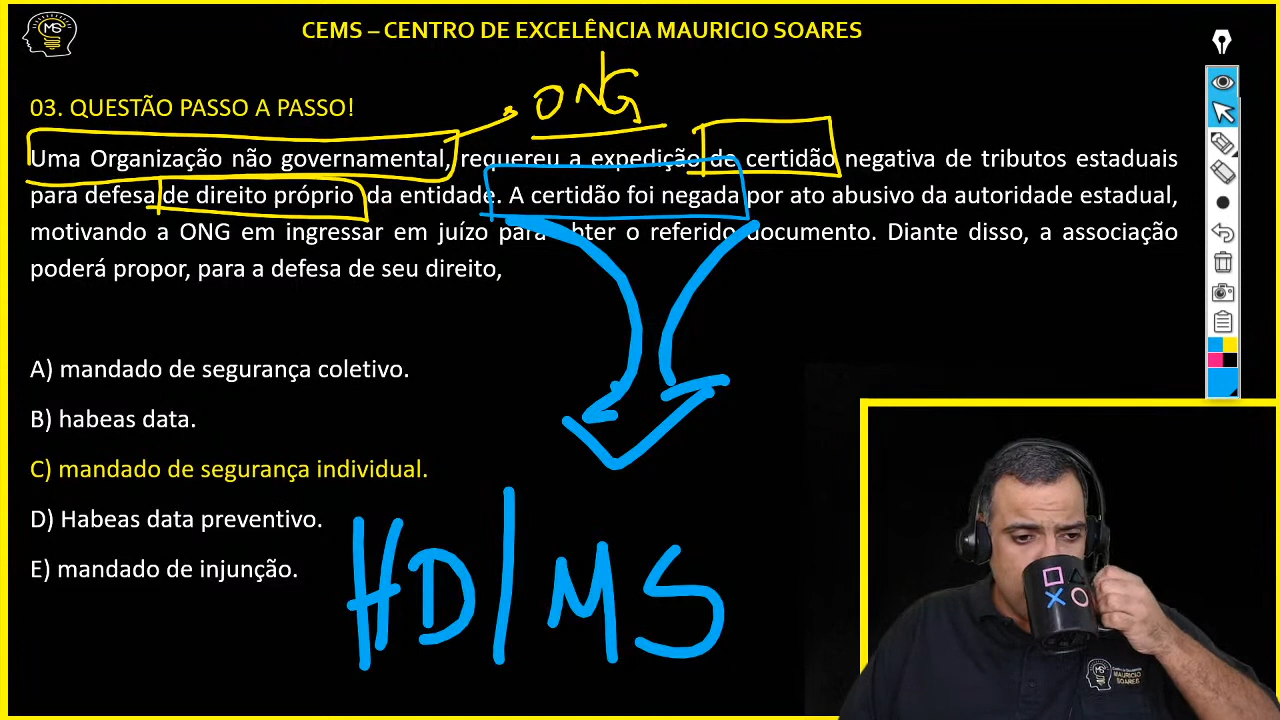 MS
CEMS – CENTRO DE EXCELÊNCIA MAURICIO SOARES
ONG
03. QUESTÃO PASSO A PASSO!
Uma Organização não governamental, requereu a expedição de certidão negativa de tributos estaduais
para defesa de direito próprio da entidade. A certidão foi negada por ato abusivo da autoridade estadual,
motivando a ONG em ingressar em juízo para obter o referido documento. Diante disso, a associação
poderá propor, para a defesa de seu direito,
A) mandado de segurança coletivo.
B) habeas data.
C) mandado de segurança individual.
D) Habeas data preventivo.
E) mandado de injunção.
HD/MS
MAURICIO
SOARES